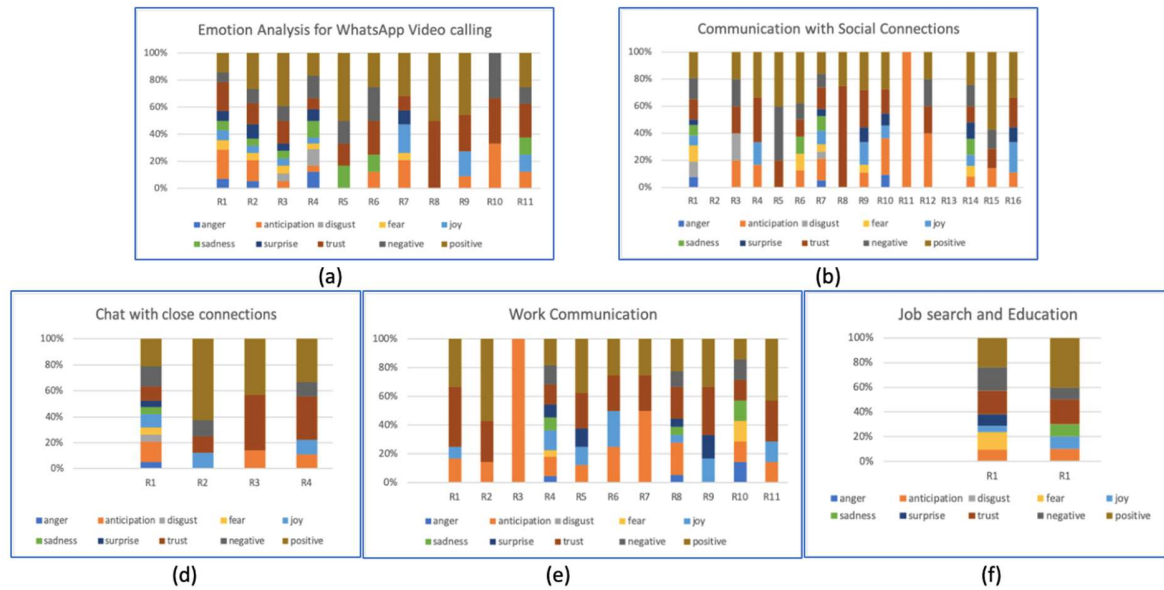 Emotion Analysis for WhatsApp Video calling
100%
80%
60%
40%
20%
0%
R1 R2 R3 R4 R5 R6 R7 R8 R9 R10 R11
anger anticipation disgust fear joy
sadness surprise trust negative positive
(a)
Communication with Social Connections
100%
80%
60%
40%
20%
0%
R1 R2 R3 R4 R5 R6 R7 R8 R9 R10 R11 R12 R13 R14 R15 R16
anger anticipation disgust fear joy
sadness surprise trust negative positive
(b)
Chat with close connections
100%
80%
60%
40%
20%
0%
R1 R2 R3 R4
anger anticipation disgust fear joy
sadness surprise trust negative positive
(d)
Work Communication
100%
80%
60%
40%
20%
0%
R1 R2 R3 R4 R5 R6 R7 R8 R9 R10 R11
anger anticipation disgust fear joy
sadness surprise trust negative positive
(e)
Job search and Education
100%
80%
60%
40%
20%
0%
R1 R1
anger anticipation disgust fear joy
sadness surprise trust negative positive
(f)